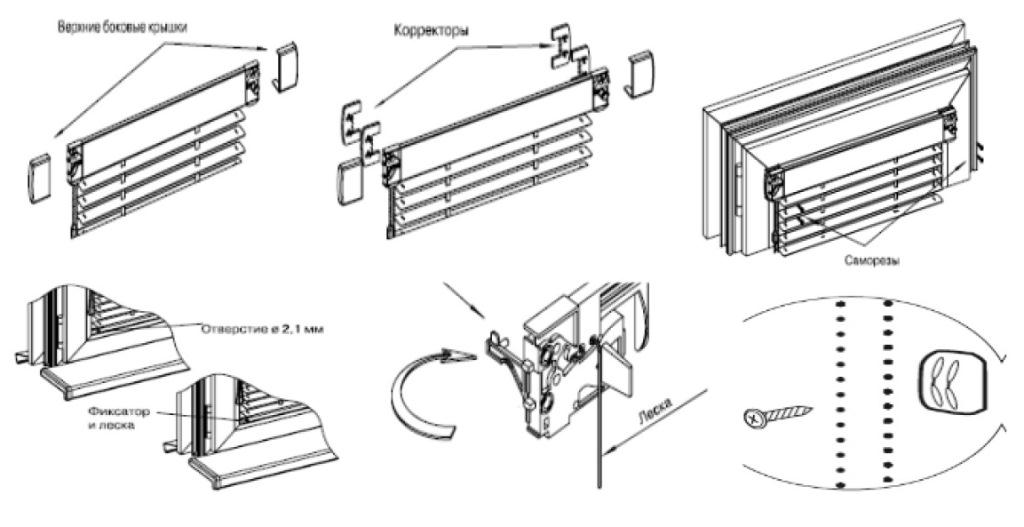 Верхние боковые крышки
Корректоры
Саморезы
Отверстие ø 2,1 мм
Фиксатор
и леска
Леска